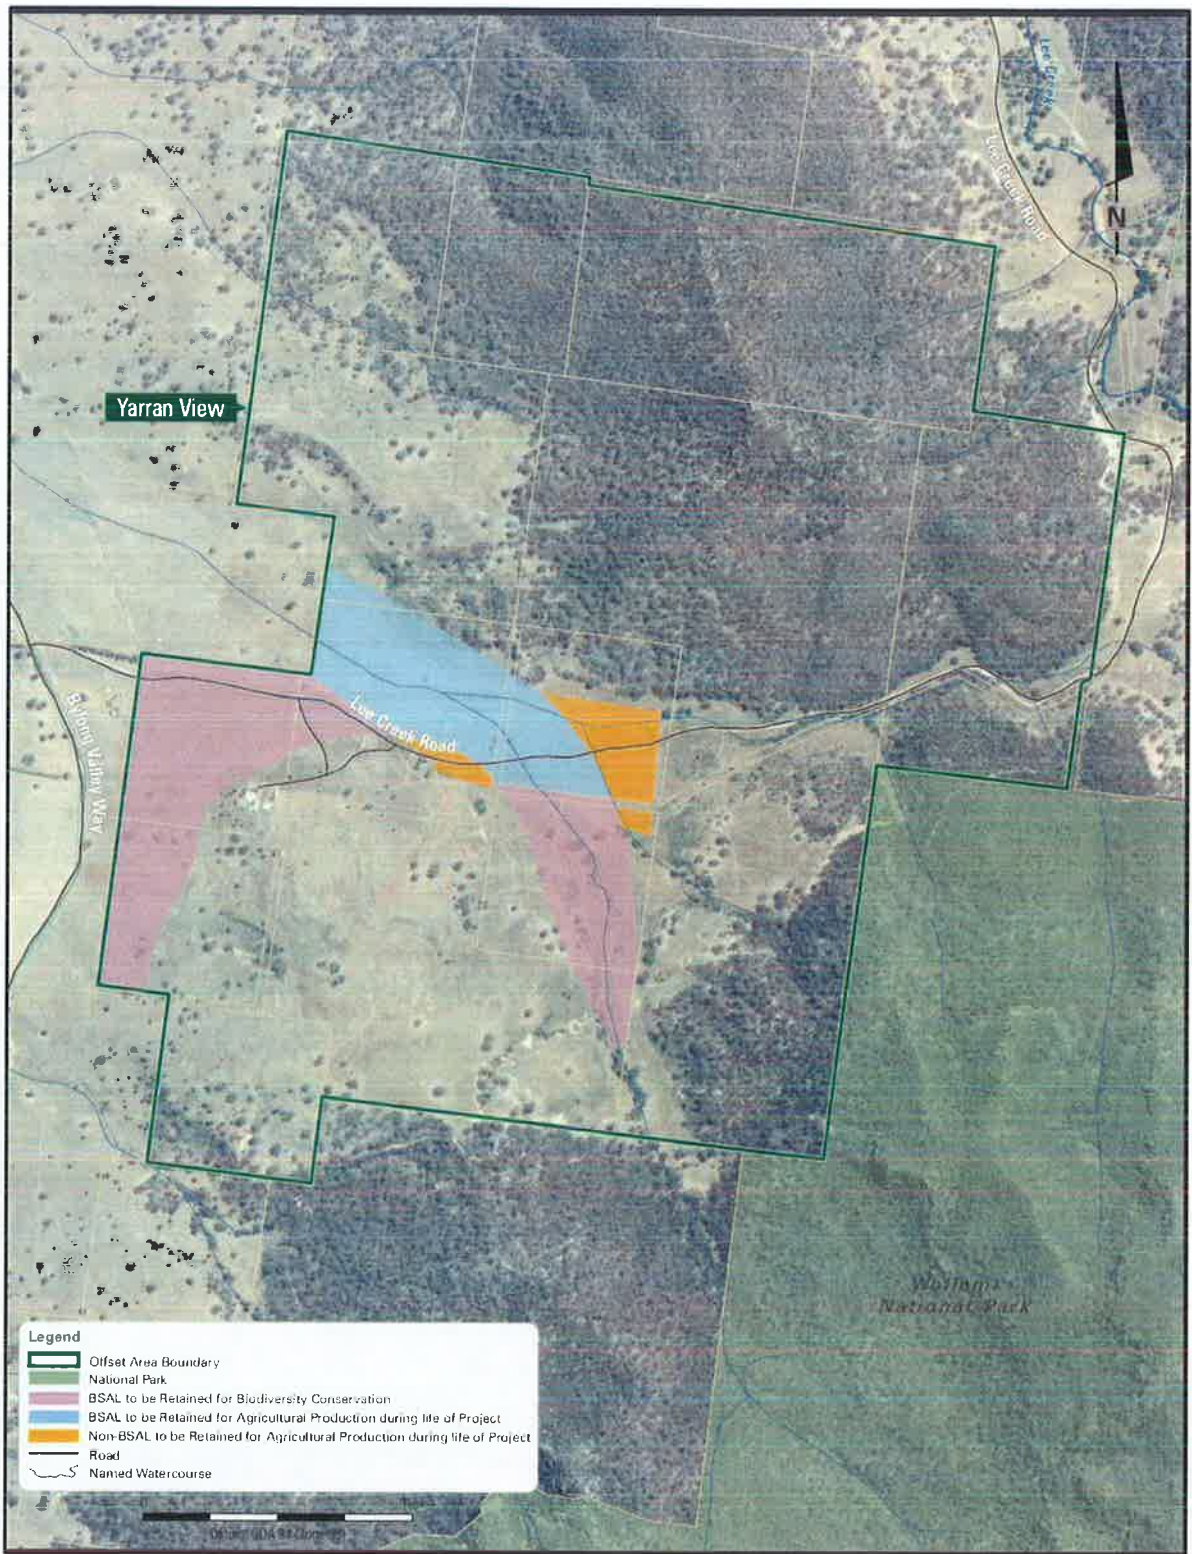 Lee Creek
Lee Creek Road
N
Yarran View
Lee Creek Road
Bylong Valley Way
Wollemi
National Park
Legend
Offset Area Boundary
National Park
BSAL to be Retained for Biodiversity Conservation
BSAL to be Retained for Agricultural Production during life of Project
Non-BSAL to be Retained for Agricultural Production during life of Project
Road
Named Watercourse